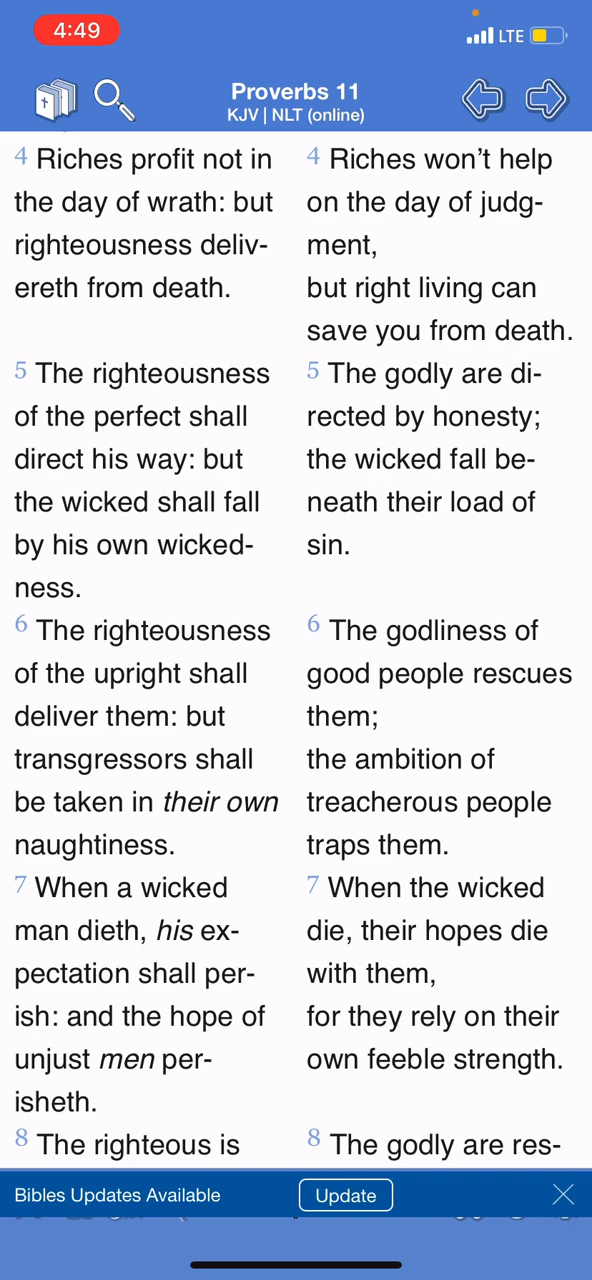 4:49
LTE
Proverbs 11
KJV | NLT (online)
4 Riches profit not in
the day of wrath: but
righteousness deliv-
ereth from death.
5 The righteousness
of the perfect shall
direct his way: but
the wicked shall fall
by his own wicked-
ness.
6 The righteousness
of the upright shall
deliver them: but
transgressors shall
be taken in their own
naughtiness.
7 When a wicked
man dieth, his ex-
pectation shall per-
ish: and the hope of
unjust men per-
isheth.
8 The righteous is
4 Riches won’t help
on the day of judg-
ment,
but right living can
save you from death.
5 The godly are di-
rected by honesty;
the wicked fall be-
neath their load of
sin.
6 The godliness of
good people rescues
them;
the ambition of
treacherous people
traps them.
7 When the wicked
die, their hopes die
with them,
for they rely on their
own feeble strength.
8 The godly are res-
Bibles Updates Available
Update